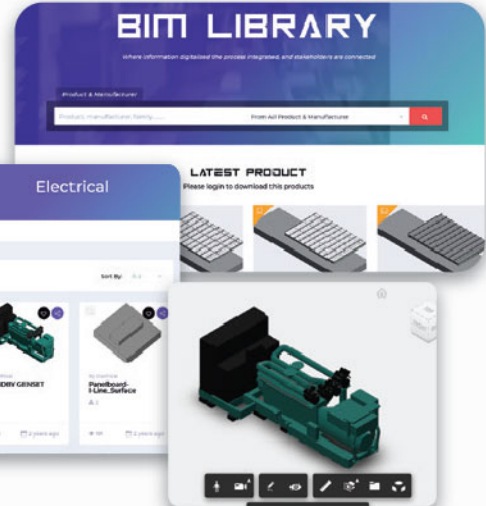 BIM LIBRARY
Where information digitalized the process integrated, and stakeholders are connected
Product & Manufacturer
Product, manufacturer, family,......
From All Product & Manufacturer
LATEST PRODUCT
Please login to download this products
Electrical
Sort By:
GENSET
Panelboard-
I-Line_Surface
2
2 years ago
2 years ago